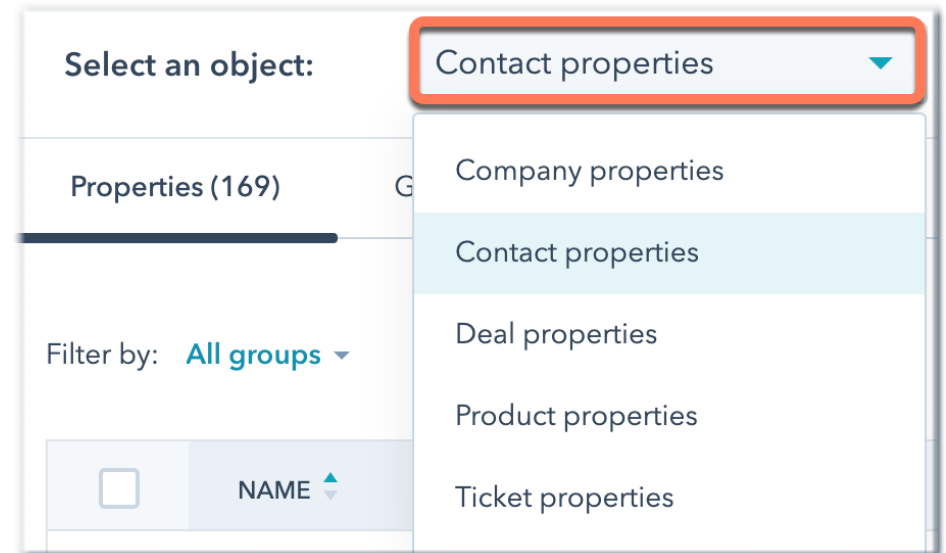 Select an object:
Contact properties
Company properties
Properties (169)
G
Contact properties
Deal properties
Filter by:
All groups
Product properties
NAME
Ticket properties